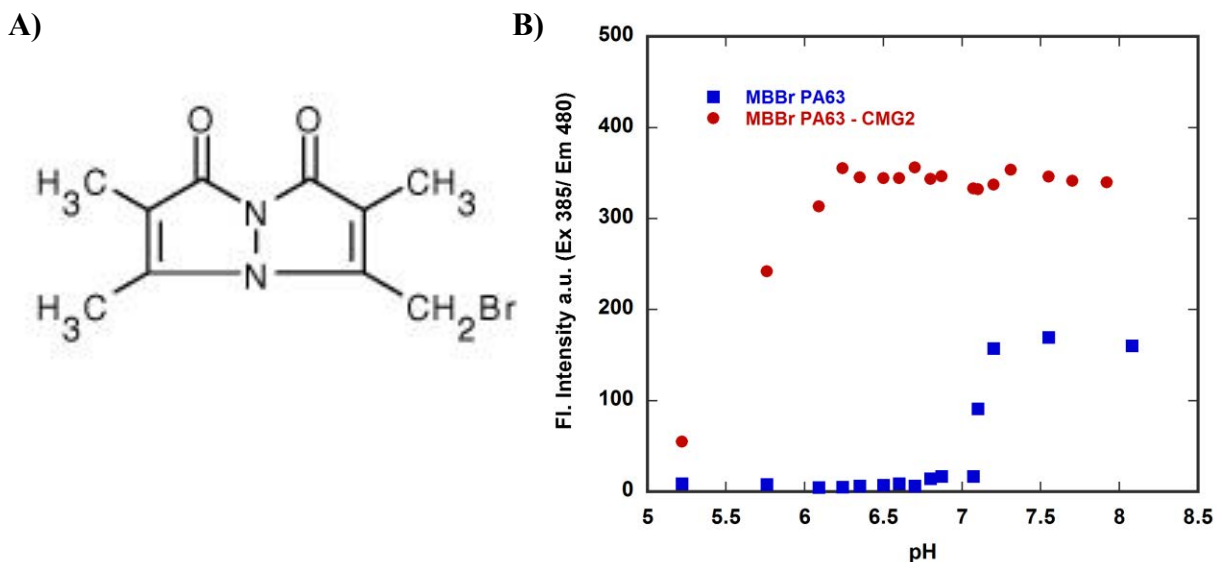 A)
B)
O O
H₃C CH₃
N
N
H₃C CH₂Br
500
400
300
200
100
0
Fl. Intensity a.u. (Ex 385/ Em 480)
MBBr PA63
MBBr PA63 - CMG2
5 5.5 6 6.5 7 7.5 8 8.5
pH